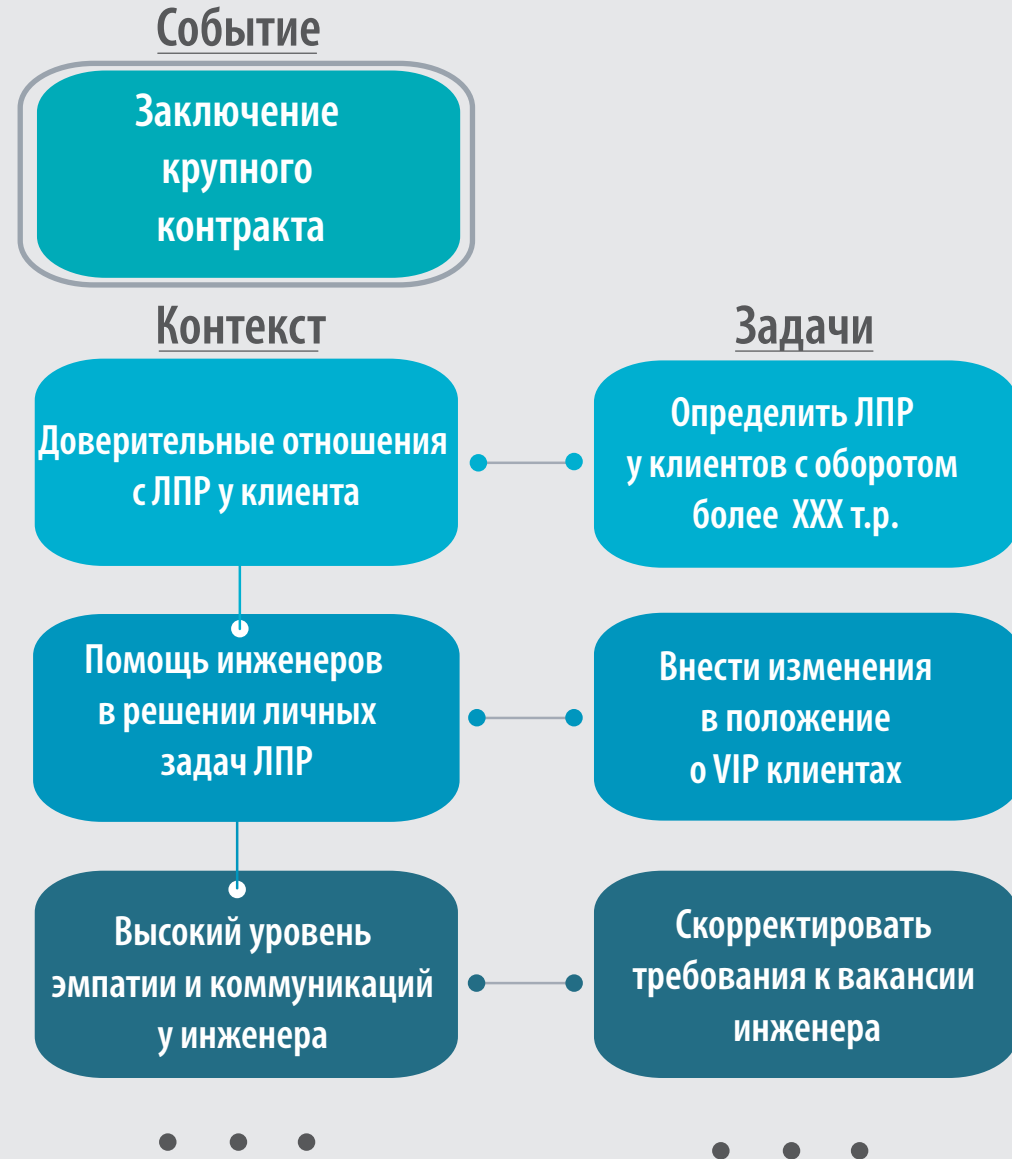 Событие
Заключение
крупного
контракта
Контекст
Задачи
Доверительные отношения
с ЛПР у клиента
Определить ЛПР
у клиентов с оборотом
более XXX т.р.
Помощь инженеров
в решении личных
задач ЛПР
Внести изменения
в положение
о VIP клиентах
Высокий уровень
эмпатии и коммуникаций
у инженера
Скорректировать
требования к вакансии
инженера